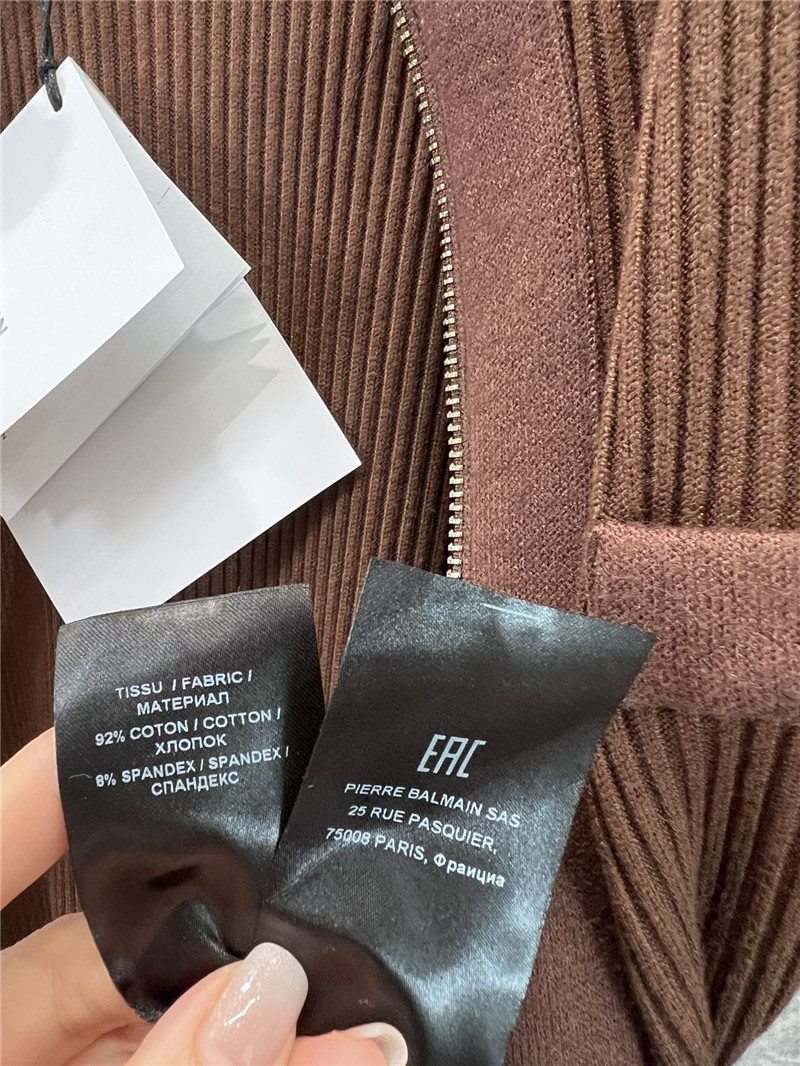 TISSU / FABRIC /
МАТЕРИАЛ
92% COTON / COTTON /
ХЛОПОК
8% SPANDEX / SPANDEX /
СПАНДЕКС
EAC
PIERRE BALMAIN SAS
25 RUE PASQUIER,
75008 PARIS, Франция